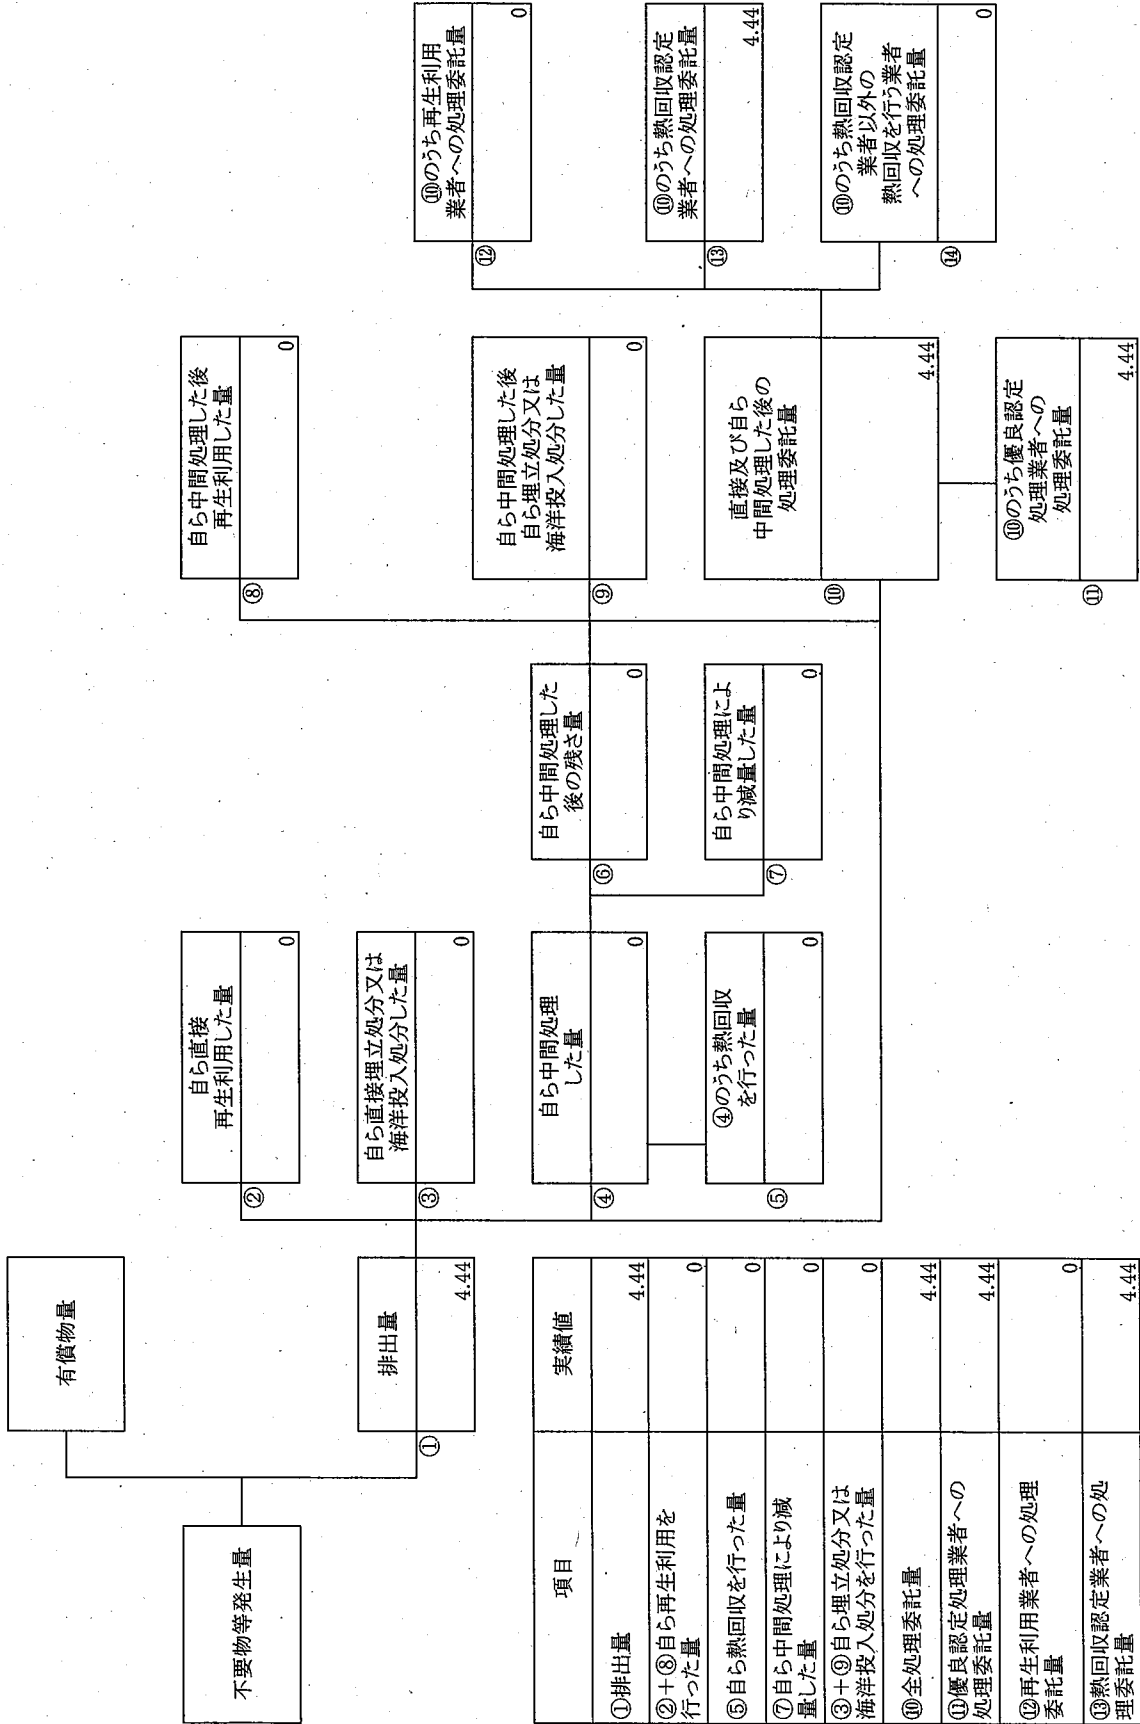 不要物等発生量
有償物量
排出量
①
4.44
自ら直接
再生利用した量
②
0
自ら直接埋立処分又は
海洋投入処分した量
③
0
自ら中間処理
した量
④
0
④のうち熱回収
を行った量
⑤
0
自ら中間処理した
後の残さ量
⑥
0
自ら中間処理によ
り減量した量
⑦
0
自ら中間処理した後
再生利用した量
⑧
0
自ら中間処理した後
自ら埋立処分又は
海洋投入処分した量
⑨
0
直接及び自ら
中間処理した後の
処理委託量
⑩
4.44
⑩のうち優良認定
処理業者への
処理委託量
⑪
4.44
⑩のうち再生利用
業者への処理委託量
⑫
0
⑩のうち熱回収認定
業者への処理委託量
⑬
4.44
⑩のうち熱回収認定
業者以外の
熱回収を行う業者
への処理委託量
⑭
0
項目 実績値
①排出量 4.44
②+⑧自ら再生利用を
行った量 0
⑤自ら熱回収を行った量 0
⑦自ら中間処理により減
量した量 0
③+⑨自ら埋立処分又は
海洋投入処分を行った量 0
⑩全処理委託量 4.44
⑪優良認定処理業者への
処理委託量 4.44
⑫再生利用業者への処理
委託量 0
⑬熱回収認定業者への処
理委託量 4.44